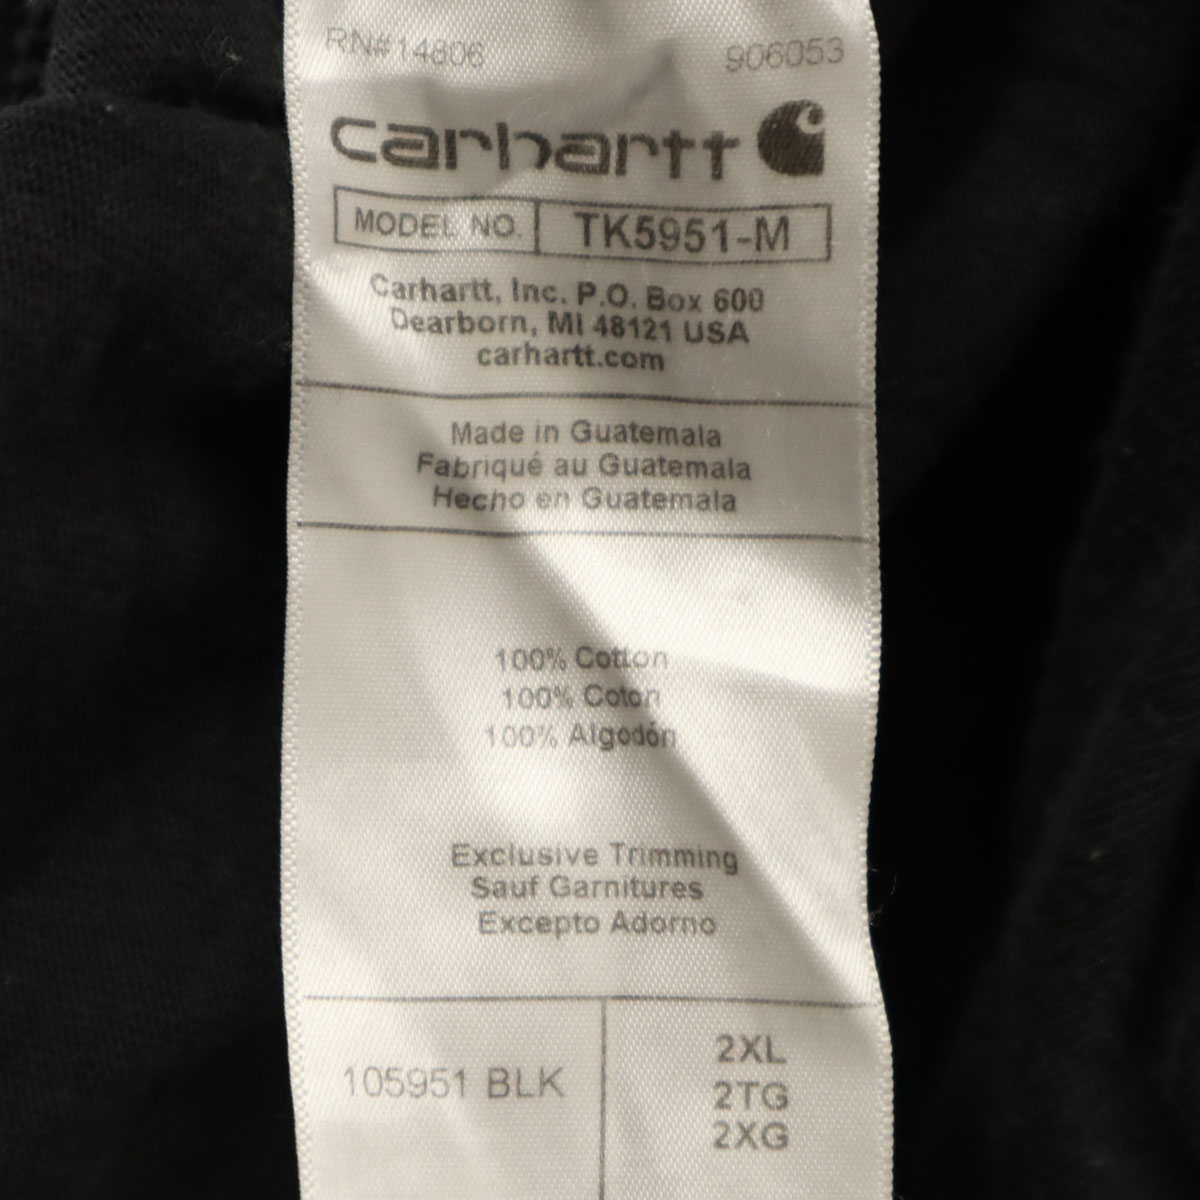 RN#14806 906053
carhartt
MODEL NO. TK5951-M
Carhartt, Inc. P.O. Box 600
Dearborn, MI 48121 USA
carhartt.com
Made in Guatemala
Fabriqué au Guatemala
Hecho en Guatemala
100% Cotton
100% Coton
100% Algodón
Exclusive Trimming
Sauf Garnitures
Excepto Adorno
105951 BLK
2XL
2TG
2XG